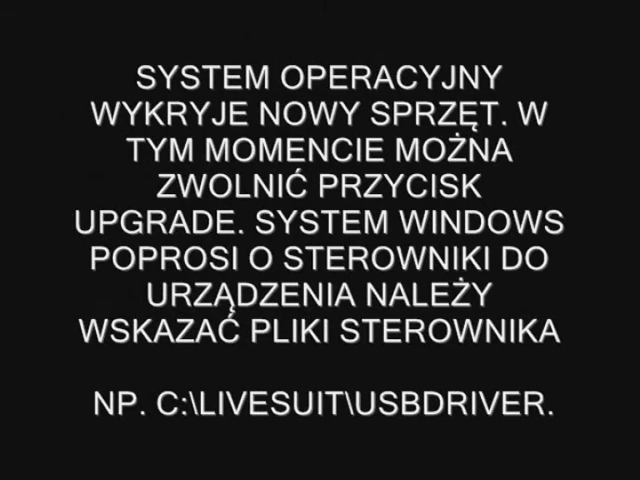 SYSTEM OPERACYJNY
WYKRYJE NOWY SPRZĘT. W
TYM MOMENCIE MOŻNA
ZWOLNIĆ PRZYCISK
UPGRADE. SYSTEM WINDOWS
POPROSI O STEROWNIKI DO
URZĄDZENIA NALEŻY
WSKAZAĆ PLIKI STEROWNIKA
NP. C:\LIVESUIT\USBDRIVER.